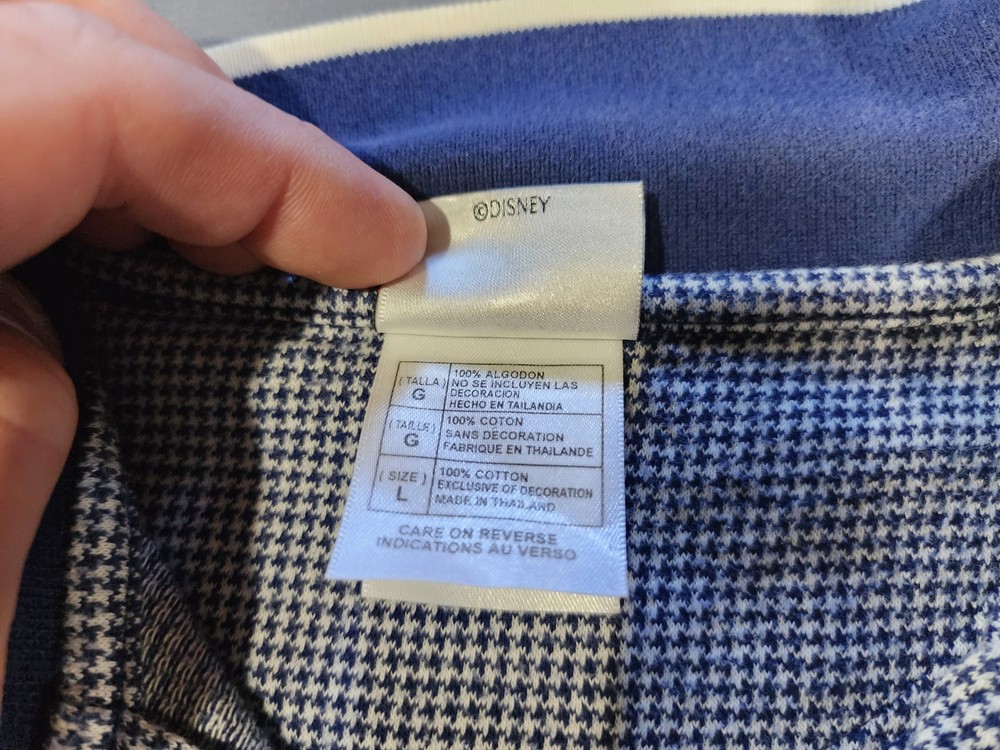 ©DISNEY
(TALLA)
G
100% ALGODON
NO SE INCLUYEN LAS
DECORACION
HECHO EN TAILANDIA
(TAILLE)
G
100% COTON
SANS DECORATION
FABRIQUE EN THAILANDE
(SIZE)
L
100% COTTON
EXCLUSIVE OF DECORATION
MADE IN THAILAND
CARE ON REVERSE
INDICATIONS AU VERSO